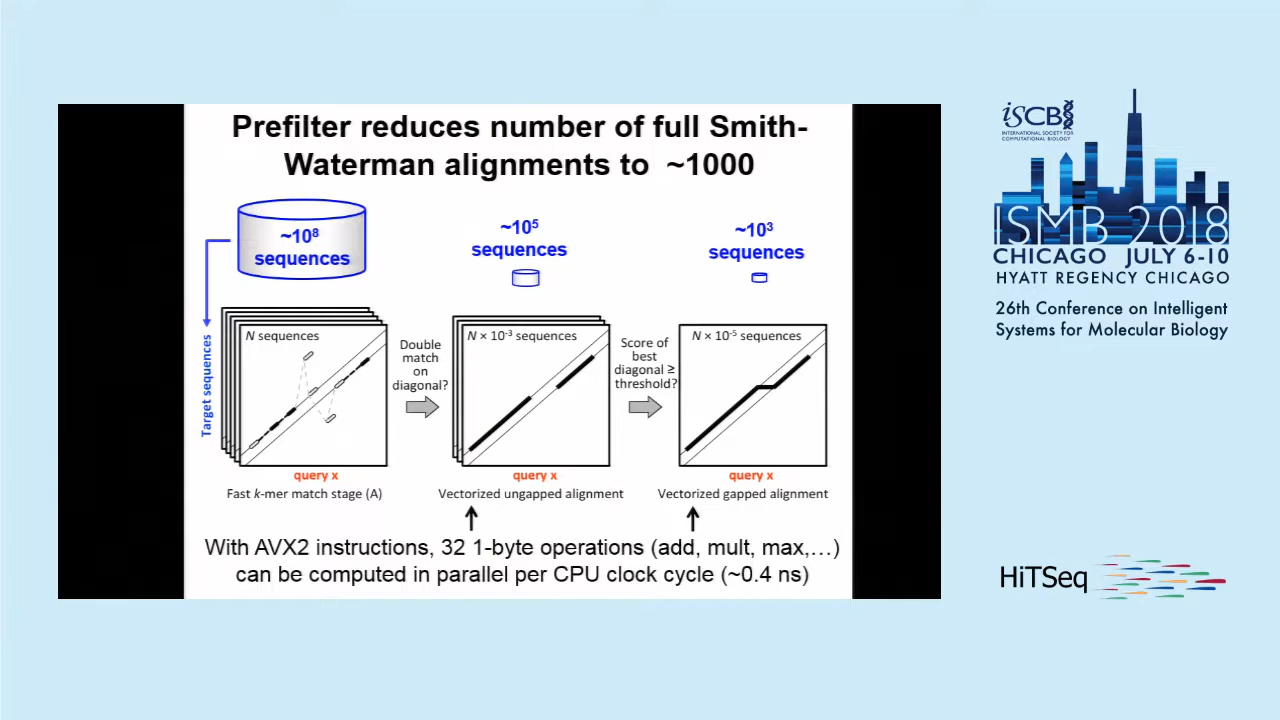 Prefilter reduces number of full Smith-
Waterman alignments to ~1000
~10⁸
sequences
~10⁵
sequences
~10³
sequences
Target sequences
N sequences
Double
match
on
diagonal?
N × 10⁻³ sequences
Score of
best
diagonal ≥
threshold?
N × 10⁻⁵ sequences
query x
query x
query x
Fast k-mer match stage (A)
Vectorized ungapped alignment
Vectorized gapped alignment
With AVX2 instructions, 32 1-byte operations (add, mult, max,...)
can be computed in parallel per CPU clock cycle (~0.4 ns)
iSCB
INTERNATIONAL SOCIETY FOR
COMPUTATIONAL BIOLOGY
ISMB 2018
CHICAGO JULY 6-10
HYATT REGENCY CHICAGO
26th Conference on Intelligent
Systems for Molecular Biology
HiTSeq